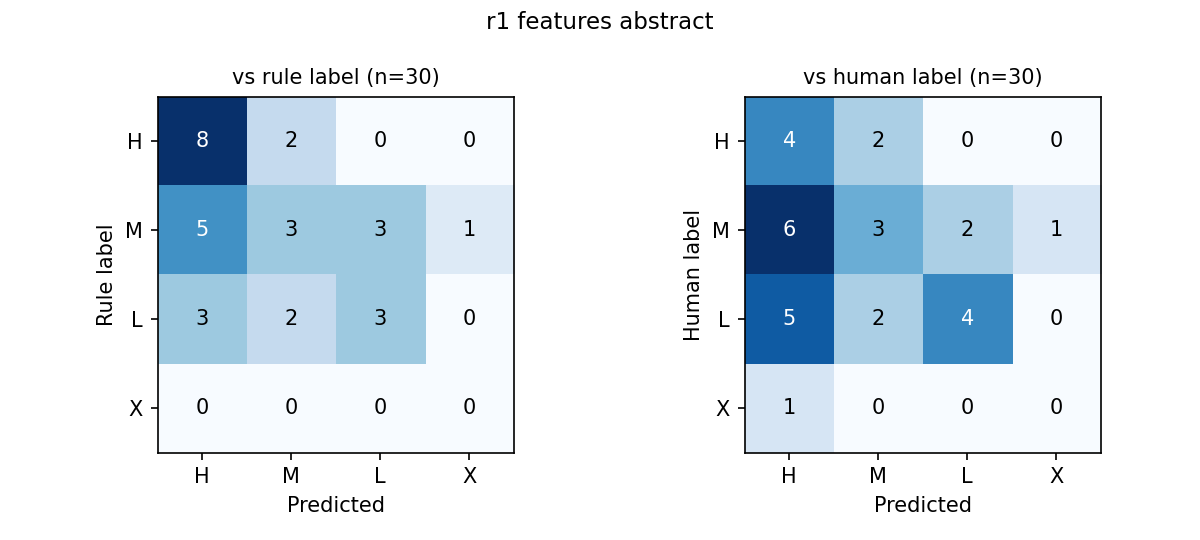 r1 features abstract
vs rule label (n=30)
H 8 2 0 0
M 5 3 3 1
L 3 2 3 0
X 0 0 0 0
H M L X
Predicted
Rule label
vs human label (n=30)
H 4 2 0 0
M 6 3 2 1
L 5 2 4 0
X 1 0 0 0
H M L X
Predicted
Human label